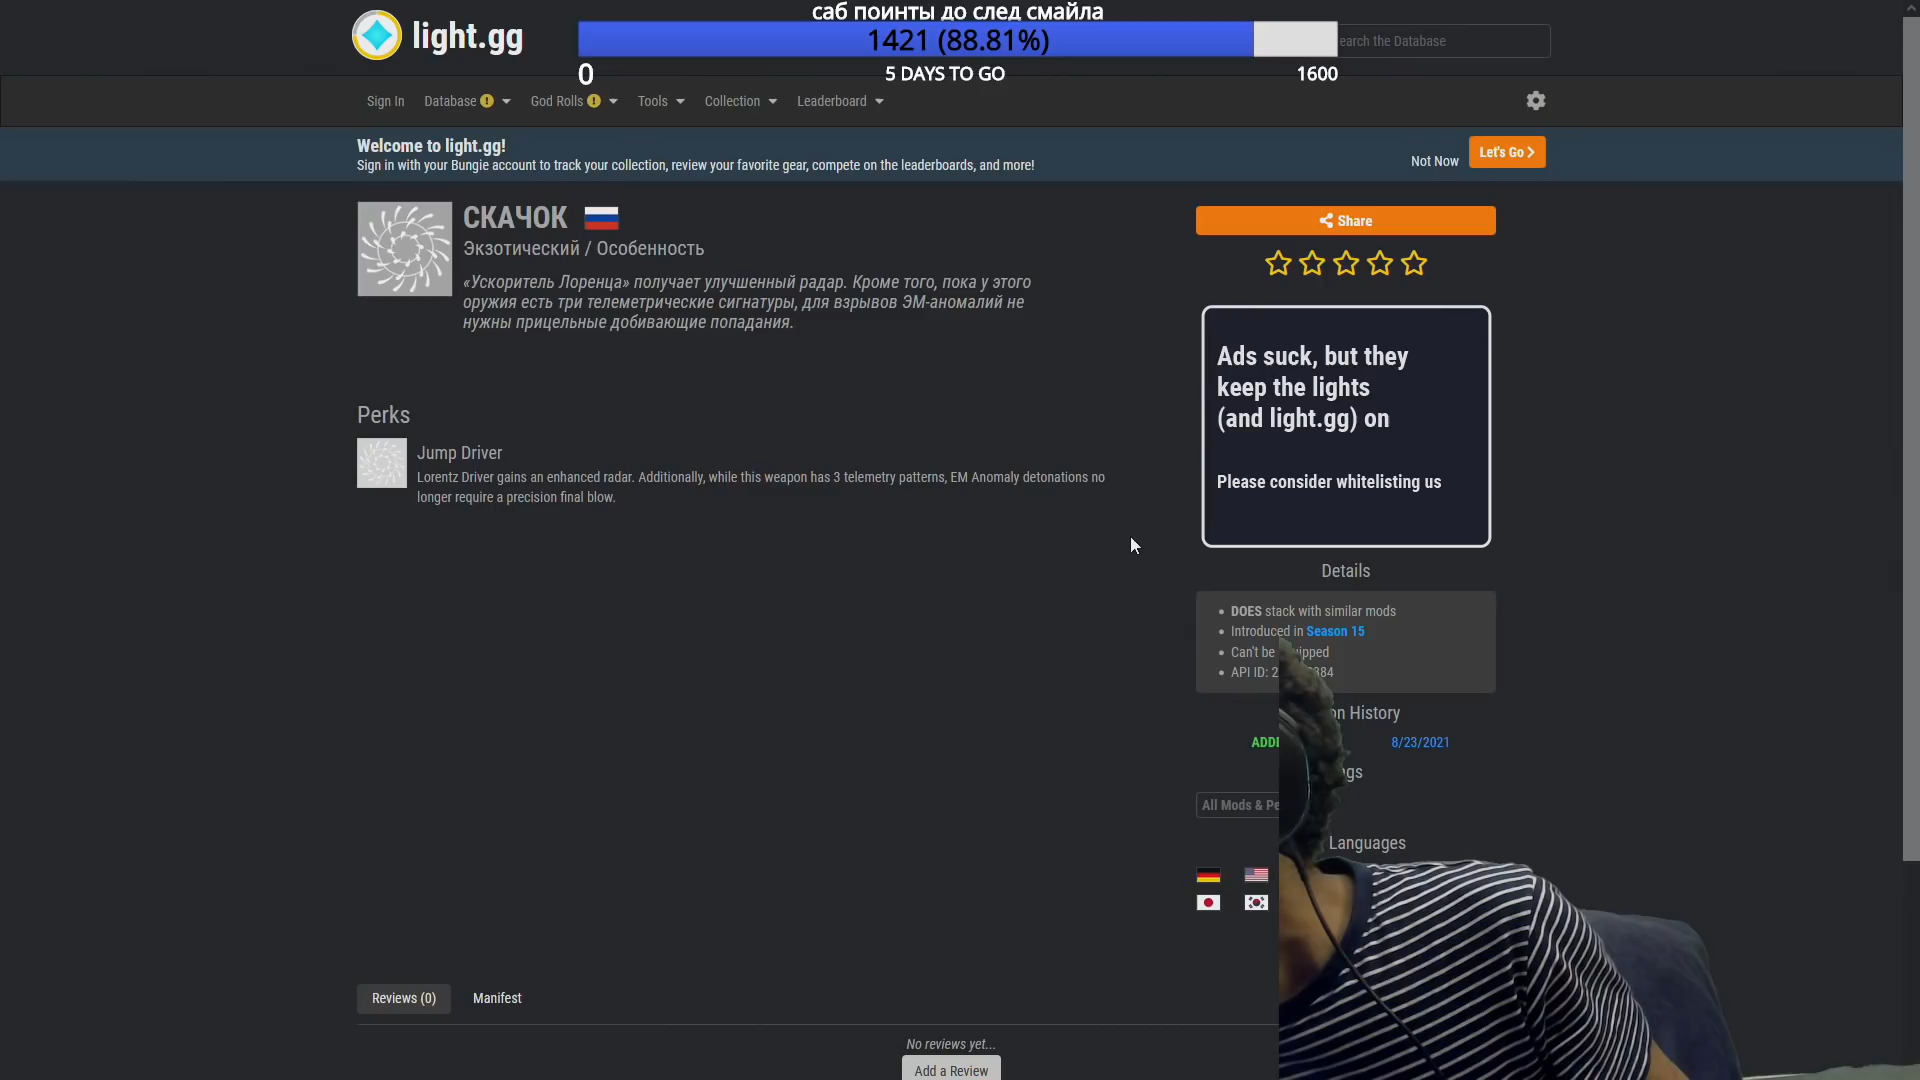 саб поинты до след смайла
light.gg
1421 (88.81%)
earch the Database
0
5 DAYS TO GO
1600
Sign In
Database
God Rolls
Tools
Collection
Leaderboard
Welcome to light.gg!
Sign in with your Bungie account to track your collection, review your favorite gear, compete on the leaderboards, and more!
Not Now
Let's Go
СКАЧОК
Экзотический / Особенность
«Ускоритель Лоренца» получает улучшенный радар. Кроме того, пока у этого
оружия есть три телеметрические сигнатуры, для взрывов ЭМ-аномалий не
нужны прицельные добивающие попадания.
Share
Ads suck, but they
keep the lights
(and light.gg) on
Please consider whitelisting us
Perks
Jump Driver
Lorentz Driver gains an enhanced radar. Additionally, while this weapon has 3 telemetry patterns, EM Anomaly detonations no
longer require a precision final blow.
Details
DOES stack with similar mods
Introduced in Season 15
Can't be
API ID:
History
8/23/2021
All Mods &
Languages
Reviews (0)
Manifest
No reviews yet...
Add a Review